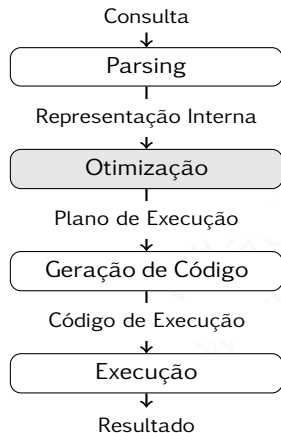 Consulta
Parsing
Representação Interna
Otimização
Plano de Execução
Geração de Código
Código de Execução
Execução
Resultado